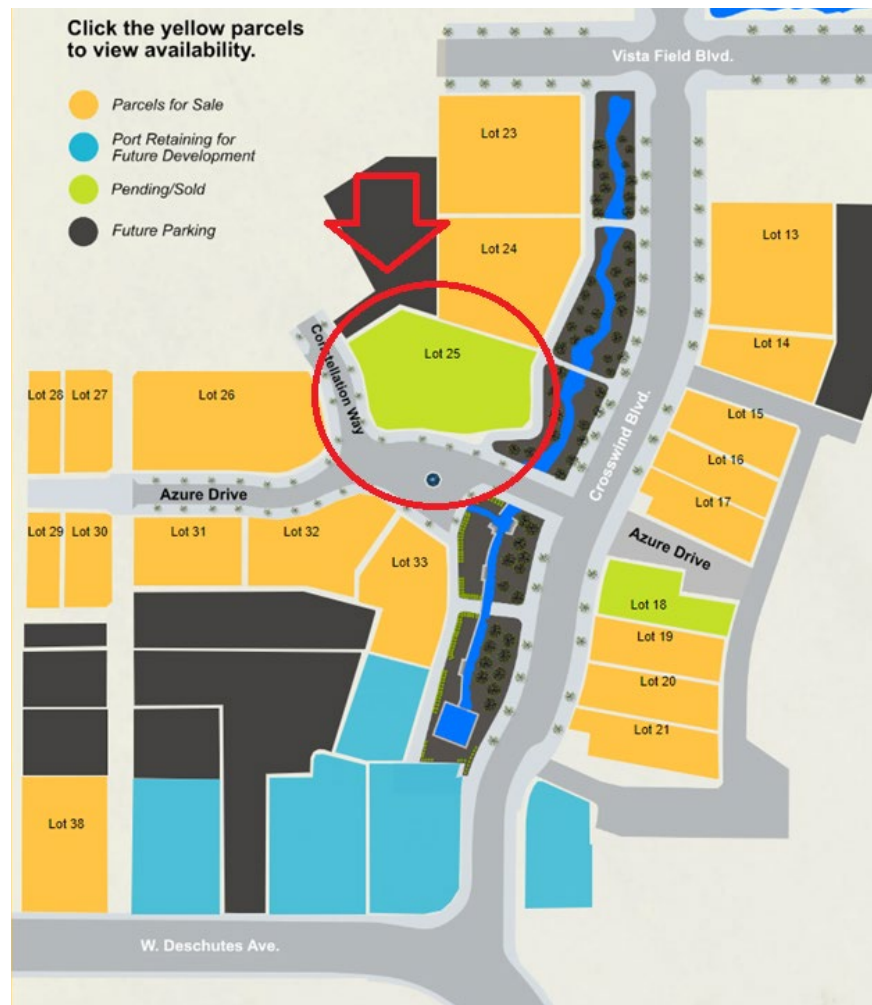 Click the yellow parcels
to view availability.
Parcels for Sale
Port Retaining for
Future Development
Pending/Sold
Future Parking
Vista Field Blvd.
Lot 23
Lot 24
Lot 13
Lot 14
Lot 25
Constellation Way
Lot 28
Lot 27
Lot 26
Lot 15
Lot 16
Lot 17
Crosswind Blvd.
Azure Drive
Lot 29
Lot 30
Lot 31
Lot 32
Lot 33
Azure Drive
Lot 18
Lot 19
Lot 20
Lot 21
Lot 38
W. Deschutes Ave.